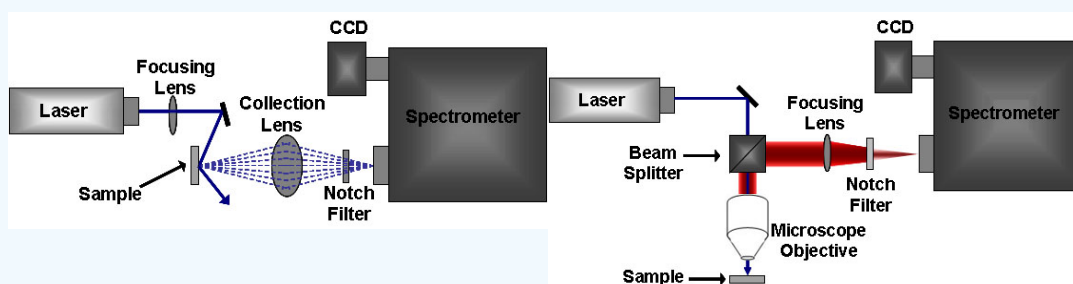 CCD
Focusing
Lens
Laser
Collection
Lens
Spectrometer
Sample
Notch
Filter
CCD
Laser
Focusing
Lens
Spectrometer
Beam
Splitter
Notch
Filter
Microscope
Objective
Sample